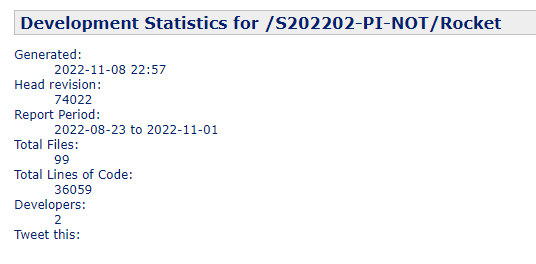 Development Statistics for /S202202-PI-NOT/Rocket
Generated:
2022-11-08 22:57
Head revision:
74022
Report Period:
2022-08-23 to 2022-11-01
Total Files:
99
Total Lines of Code:
36059
Developers:
2
Tweet this: